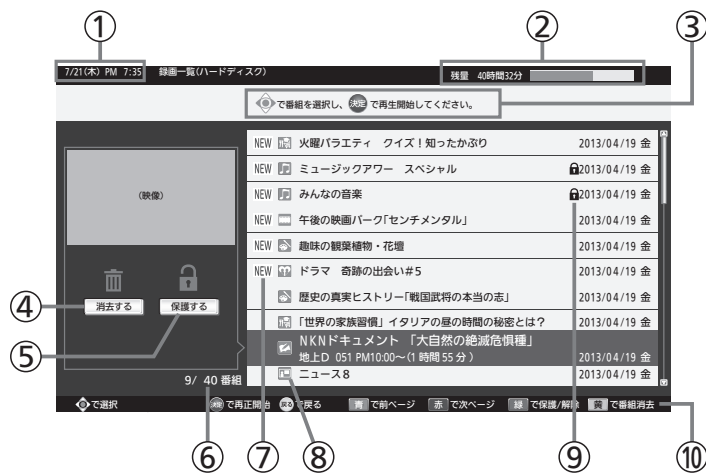 ① ② ③
7/21(木) PM 7:35 録画一覧(ハードディスク) 残量 40時間32分
で番組を選択し、 決定 で再生開始してください。
NEW 火曜バラエティ クイズ！知ったかぶり 2013/04/19 金
NEW ミュージックアワー スペシャル 2013/04/19 金
(映像)
NEW みんなの音楽 2013/04/19 金
NEW 午後の映画パーク「センチメンタル」 2013/04/19 金
NEW 趣味の観葉植物・花壇 2013/04/19 金
NEW ドラマ 奇跡の出会い#5 2013/04/19 金
④ 消去する 保護する
歴史の真実ヒストリー「戦国武将の本当の志」 2013/04/19 金
「世界の家族習慣」イタリアの昼の時間の秘密とは？ 2013/04/19 金
⑤
NKNドキュメント 「大自然の絶滅危惧種」
地上D 051 PM10:00～(1時間55分) 2013/04/19 金
9/ 40番組
ニュース8 2013/04/19 金
で選択 決定 で再正開始 戻る で戻る 青 で前ページ 赤 で次ページ 緑 で保護/解除 黄 で番組消去
⑥ ⑦ ⑧ ⑨ ⑩